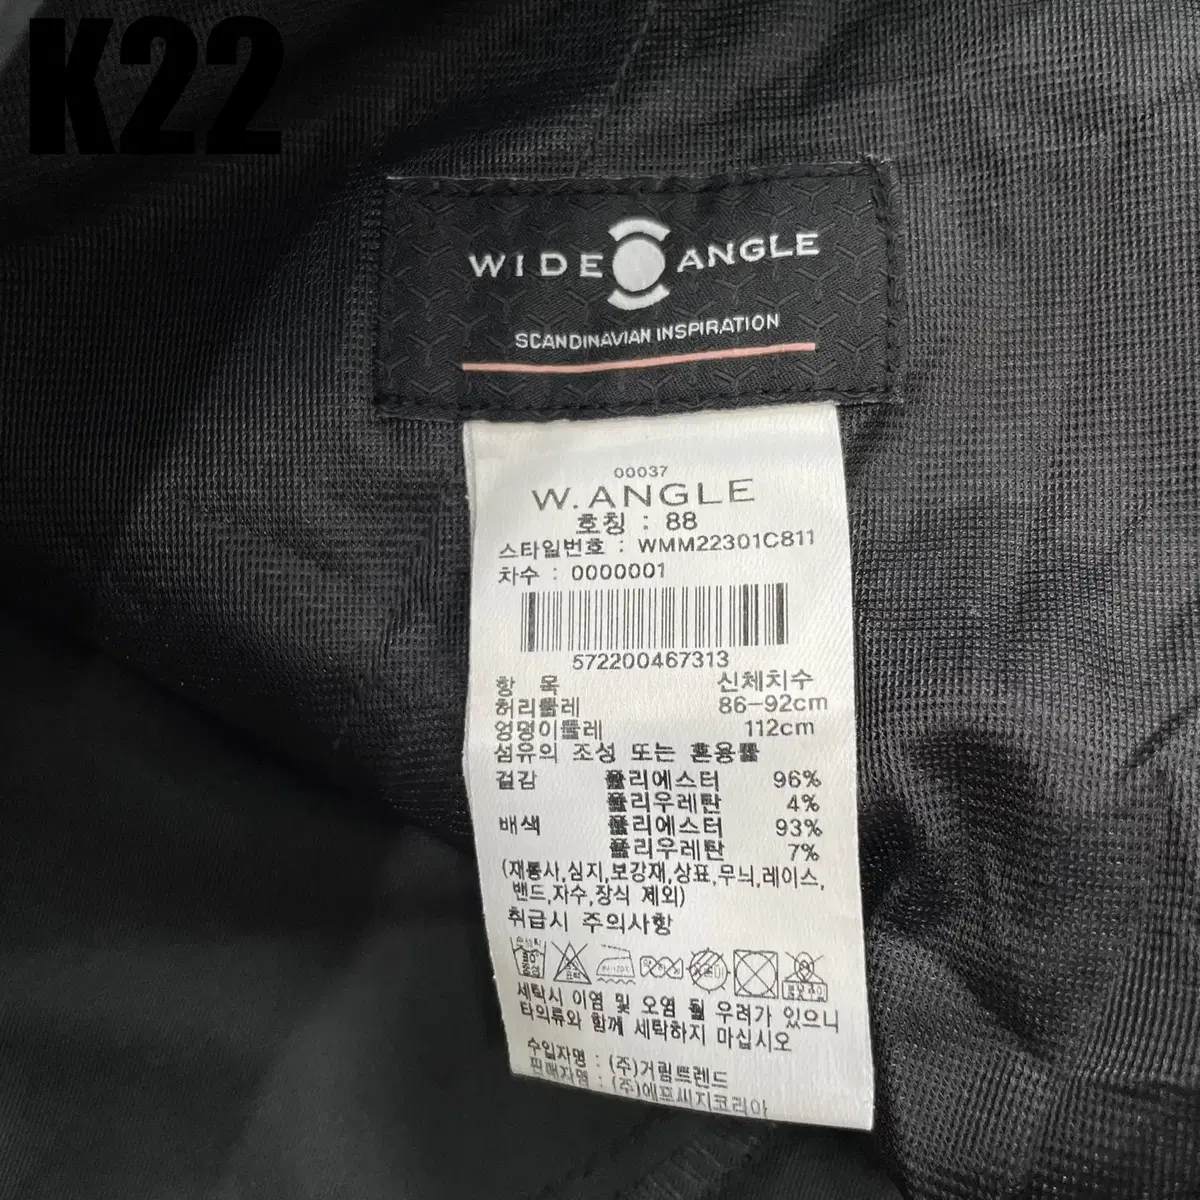 K22
WIDE ANGLE
SCANDINAVIAN INSPIRATION
00037
W.ANGLE
호칭 : 88
스타일번호 : WMM22301C811
차수 : 0000001
572200467313
항 목 신체치수
허리둘레 86-92cm
엉덩이둘레 112cm
섬유의 조성 또는 혼용률
겉감 폴리에스터 96%
폴리우레탄 4%
배색 폴리에스터 93%
폴리우레탄 7%
(재봉사,심지,보강재,상표,무늬,레이스,
밴드,자수,장식 제외)
취급시 주의사항
세탁시 이염 및 오염 될 우려가 있으니
타의류와 함께 세탁하지 마십시오
수입자명 : (주)거림트렌드
판매자명 : (주)에프씨지코리아